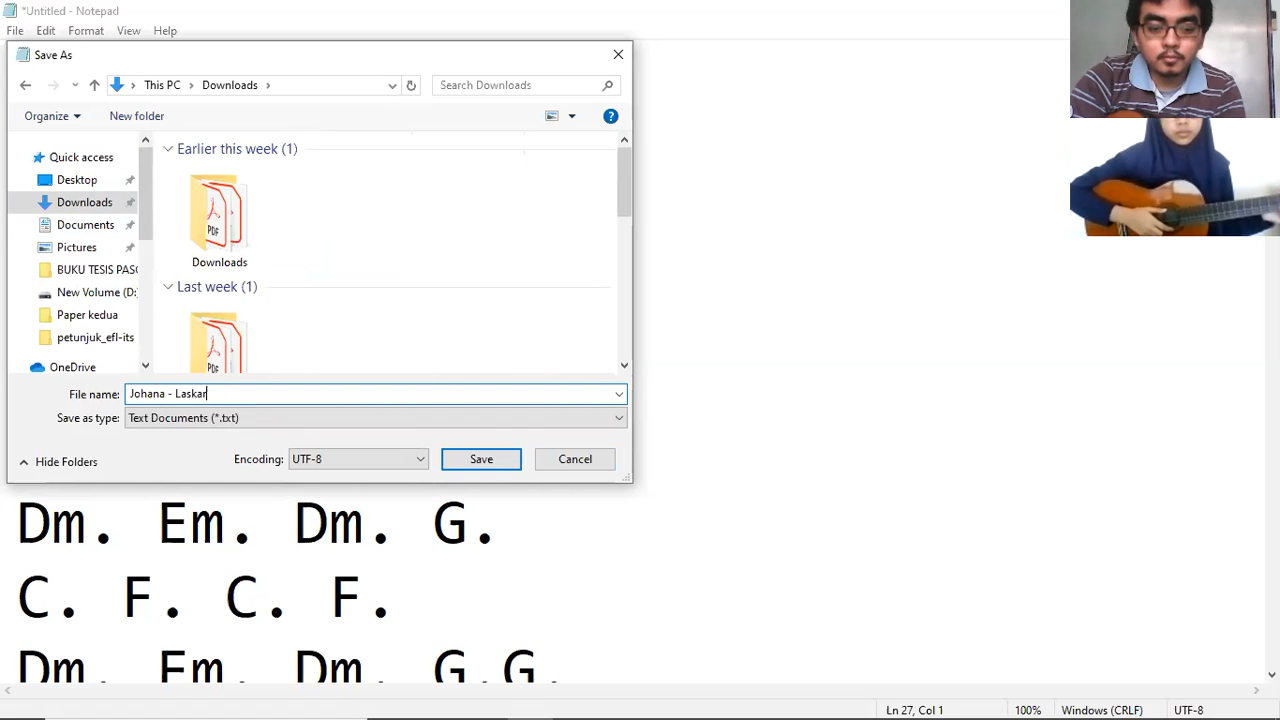 *Untitled - Notepad
File Edit Format View Help
Save As
This PC Downloads
Search Downloads
Organize New folder
Quick access
Desktop
Downloads
Documents
Pictures
BUKU TESIS PASC
New Volume (D:
Paper kedua
petunjuk_efl-its
OneDrive
Earlier this week (1)
PDF
Downloads
Last week (1)
PDF
File name: Johana - Laskar
Save as type: Text Documents (*.txt)
Hide Folders
Encoding: UTF-8
Save
Cancel
Dm. Em. Dm. G.
C. F. C. F.
Dm. Em. Dm. G.G.
Ln 27, Col 1 100% Windows (CRLF) UTF-8